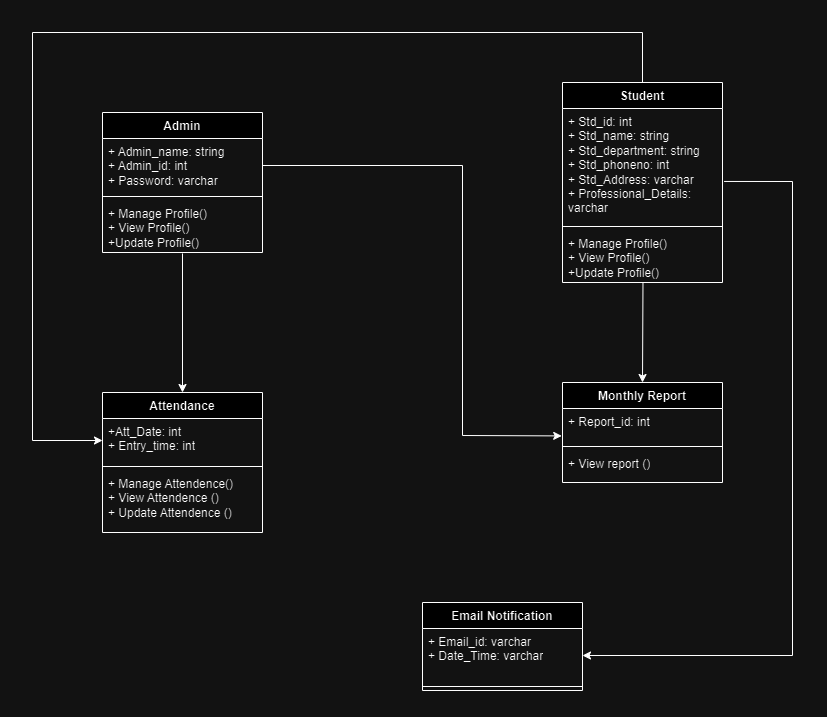 Admin
+ Admin_name: string
+ Admin_id: int
+ Password: varchar
+ Manage Profile()
+ View Profile()
+Update Profile()
Student
+ Std_id: int
+ Std_name: string
+ Std_department: string
+ Std_phoneno: int
+ Std_Address: varchar
+ Professional_Details:
varchar
+ Manage Profile()
+ View Profile()
+Update Profile()
Attendance
+Att_Date: int
+ Entry_time: int
+ Manage Attendence()
+ View Attendence ()
+ Update Attendence ()
Monthly Report
+ Report_id: int
+ View report ()
Email Notification
+ Email_id: varchar
+ Date_Time: varchar